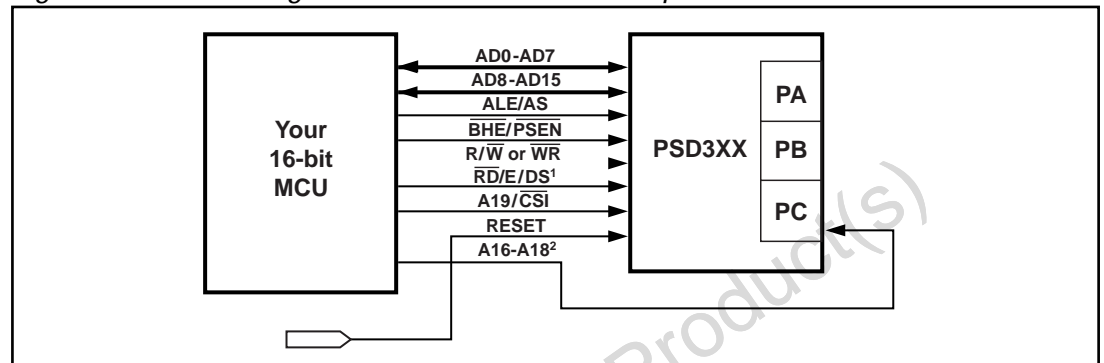 Your
16-bit
MCU
AD0-AD7
AD8-AD15
ALE/AS
BHE/PSEN
R/W or WR
RD/E/DS1
A19/CSI
RESET
A16-A182
PSD3XX
PA
PB
PC
Product(s)